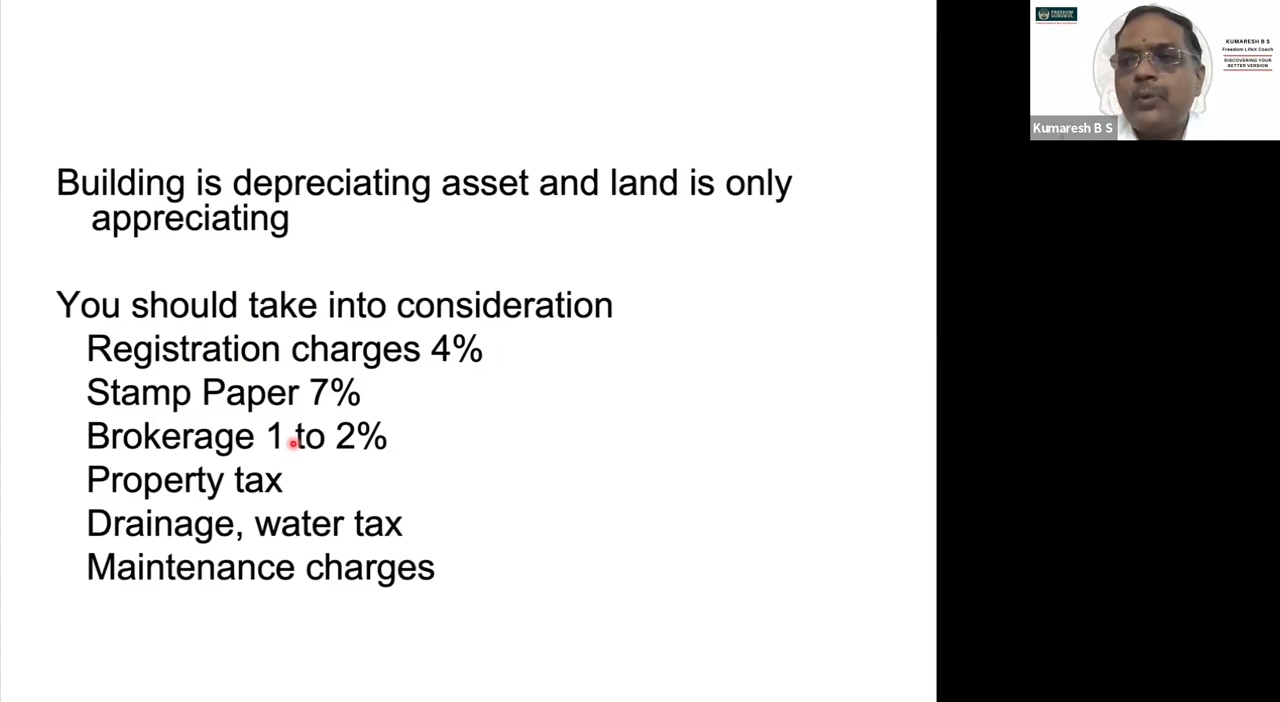 Building is depreciating asset and land is only
appreciating
You should take into consideration
Registration charges 4%
Stamp Paper 7%
Brokerage 1 to 2%
Property tax
Drainage, water tax
Maintenance charges
FREEDOM
GURUKUL
KUMARESH B S
Freedom LifeX Coach
DISCOVERING YOUR
BETTER VERSION
Kumaresh B S